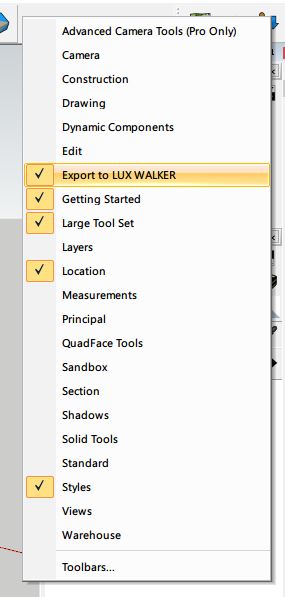 Advanced Camera Tools (Pro Only)
Camera
Construction
Drawing
Dynamic Components
Edit
Export to LUX WALKER
Getting Started
Large Tool Set
Layers
Location
Measurements
Principal
QuadFace Tools
Sandbox
Section
Shadows
Solid Tools
Standard
Styles
Views
Warehouse
Toolbars...